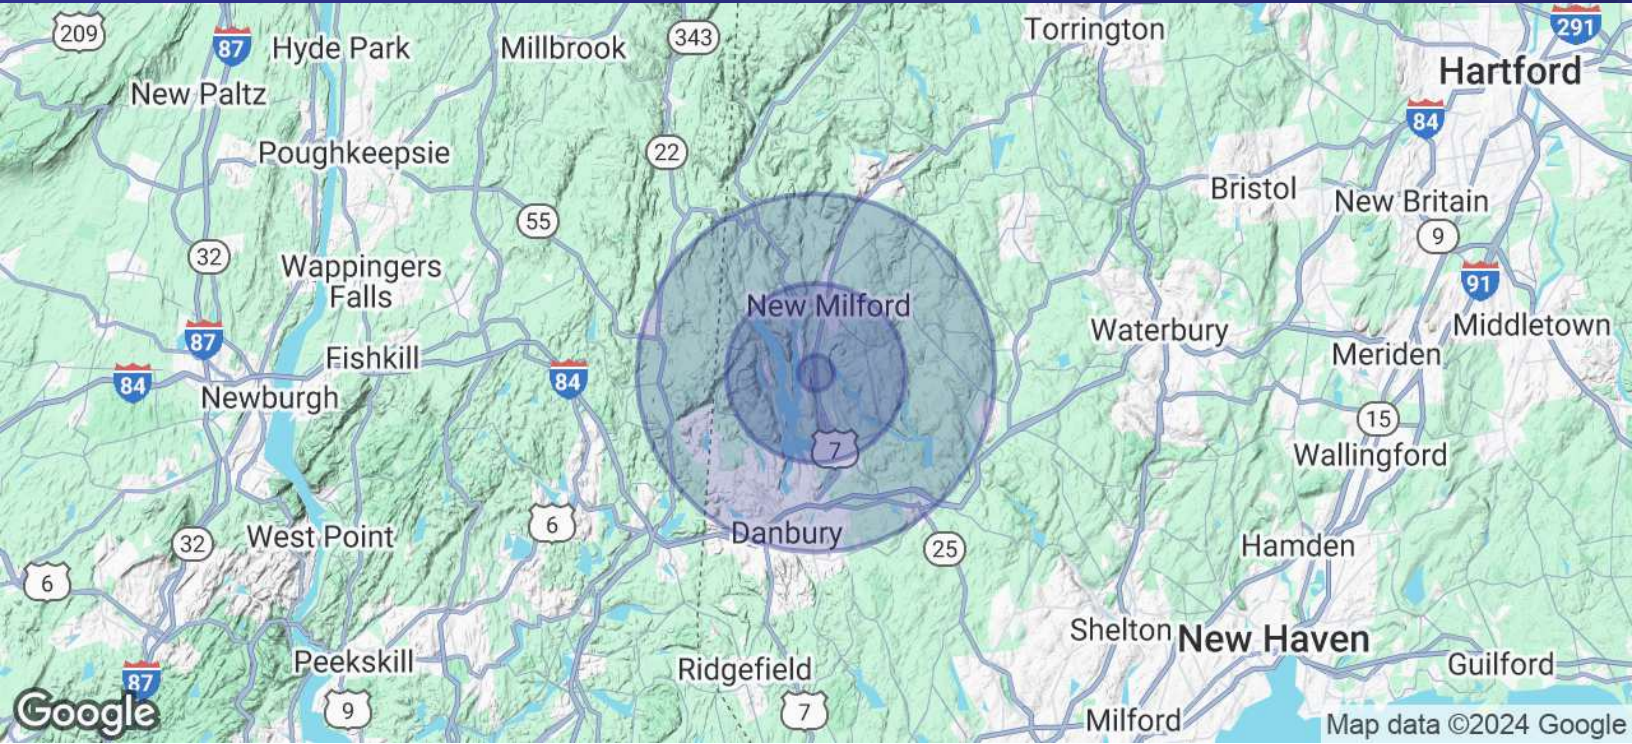 209
87
Hyde Park
Millbrook
343
Torrington
291
Hartford
New Paltz
84
Poughkeepsie
22
Bristol
New Britain
55
9
32
Wappingers
Falls
91
New Milford
Waterbury
Middletown
87
Fishkill
Meriden
84
84
Newburgh
15
7
Wallingford
6
Danbury
West Point
32
25
Hamden
6
Shelton
New Haven
Peekskill
Ridgefield
Guilford
87
Google
9
7
Milford
Map data ©2024 Google